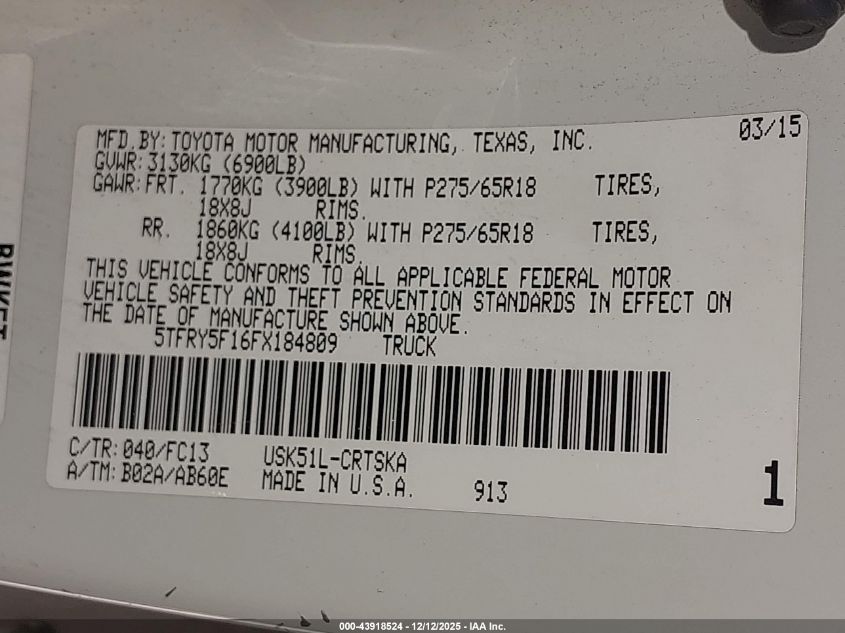 MFD.BY:TOYOTA MOTOR MANUFACTURING, TEXAS, INC. 03/15
GVWR:3130KG (6900LB)
GAWR:FRT. 1770KG (3900LB) WITH P275/65R18 TIRES,
18X8J RIMS.
RR. 1860KG (4100LB) WITH P275/65R18 TIRES,
18X8J RIMS.
THIS VEHICLE CONFORMS TO ALL APPLICABLE FEDERAL MOTOR
VEHICLE SAFETY AND THEFT PREVENTION STANDARDS IN EFFECT ON
THE DATE OF MANUFACTURE SHOWN ABOVE.
5TFRY5F16FX184809 TRUCK
C/TR:040/FC13 USK51L-CRTSKA
A/TM:B02A/AB60E MADE IN U.S.A. 913 1
000-43918524 - 12/12/2025 - IAA Inc.